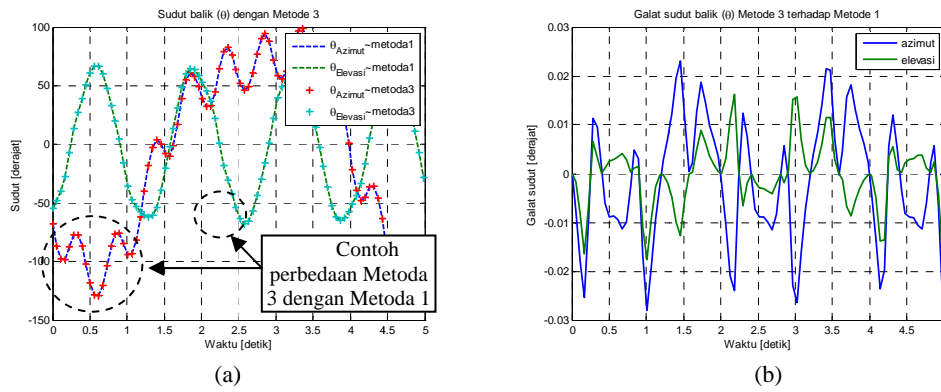 Sudut balik (θ) dengan Metode 3
Sudut [derajat]
100
50
0
-50
-100
-150
θAzimut~metoda1
θElevasi~metoda1
θAzimut~metoda3
θElevasi~metoda3
Contoh
perbedaan Metoda
3 dengan Metoda 1
0 0.5 1 1.5 2 2.5 3 3.5 4 4.5 5
Waktu [detik]
(a)
Galat sudut balik (θ) Metode 3 terhadap Metode 1
Galat sudut [derajat]
0.03
0.02
0.01
0
-0.01
-0.02
-0.03
azimut
elevasi
0 0.5 1 1.5 2 2.5 3 3.5 4 4.5
Waktu [detik]
(b)